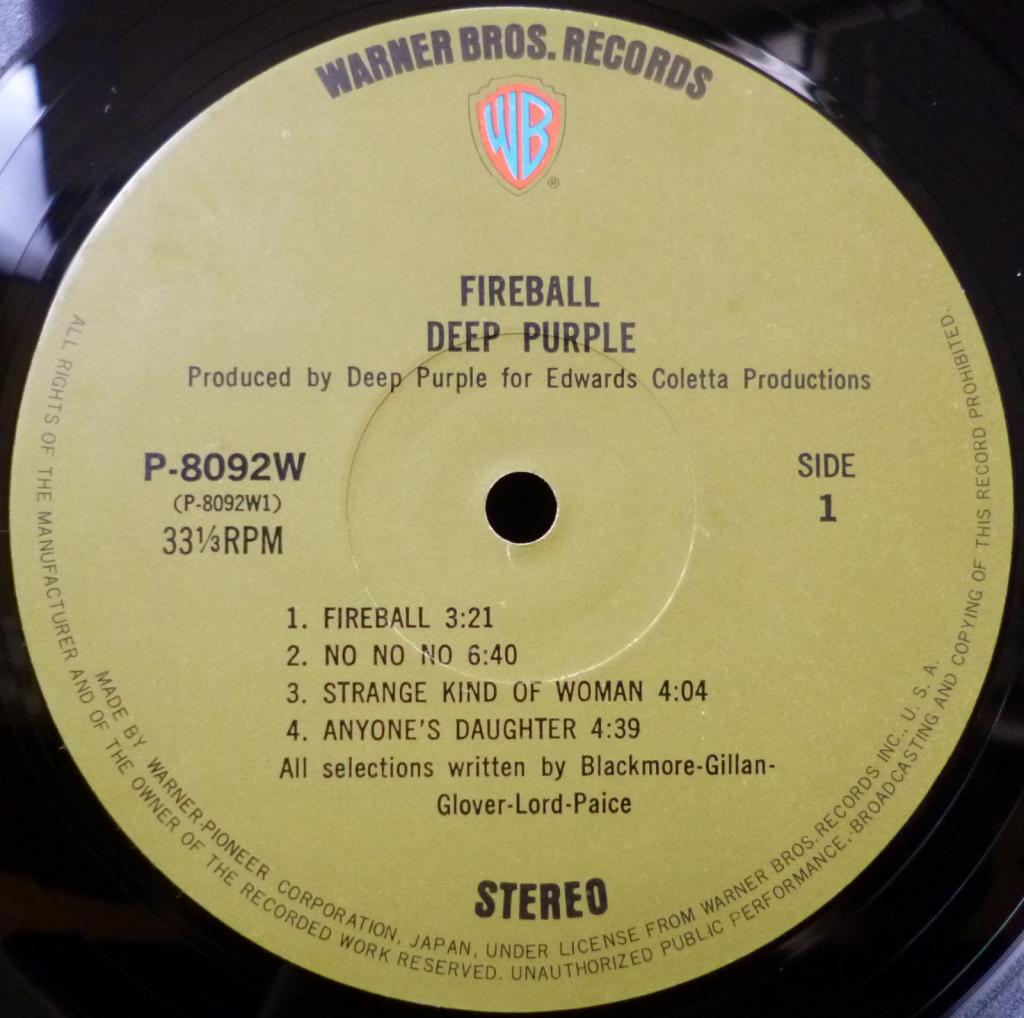 WARNER BROS. RECORDS
WB
®
FIREBALL
DEEP PURPLE
Produced by Deep Purple for Edwards Coletta Productions
P-8092W
(P-8092W1)
33⅓RPM
SIDE
1
1. FIREBALL 3:21
2. NO NO NO 6:40
3. STRANGE KIND OF WOMAN 4:04
4. ANYONE'S DAUGHTER 4:39
All selections written by Blackmore-Gillan-
Glover-Lord-Paice
STEREO
MADE BY WARNER-PIONEER CORPORATION, JAPAN, UNDER LICENSE FROM WARNER BROS. RECORDS INC., U. S. A.
ALL RIGHTS OF THE MANUFACTURER AND OF THE OWNER OF THE RECORDED WORK RESERVED. UNAUTHORIZED PUBLIC PERFORMANCE, BROADCASTING AND COPYING OF THIS RECORD PROHIBITED.